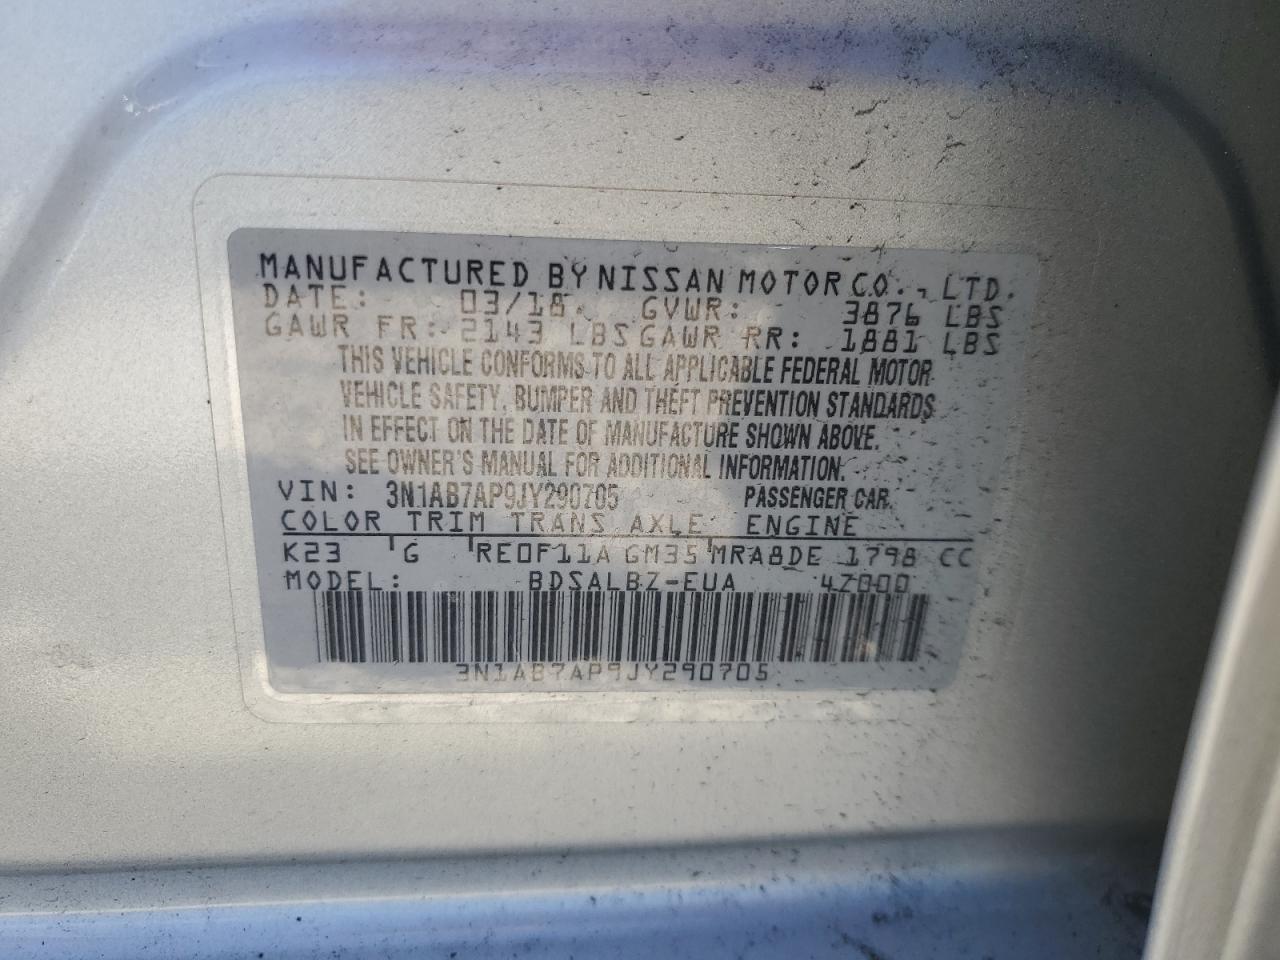 MANUFACTURED BY NISSAN MOTOR CO., LTD.
DATE: 03/18 GVWR: 3876 LBS
GAWR FR: 2143 LBS GAWR RR: 1881 LBS
THIS VEHICLE CONFORMS TO ALL APPLICABLE FEDERAL MOTOR
VEHICLE SAFETY, BUMPER AND THEFT PREVENTION STANDARDS
IN EFFECT ON THE DATE OF MANUFACTURE SHOWN ABOVE.
SEE OWNER'S MANUAL FOR ADDITIONAL INFORMATION.
VIN: 3N1AB7AP9JY290705 PASSENGER CAR
COLOR TRIM TRANS AXLE ENGINE
K23 G RE0F11A GM35 MRA8DE 1798 CC
MODEL: BDSALBZ-EUA 4Z000
3N1AB7AP9JY290705